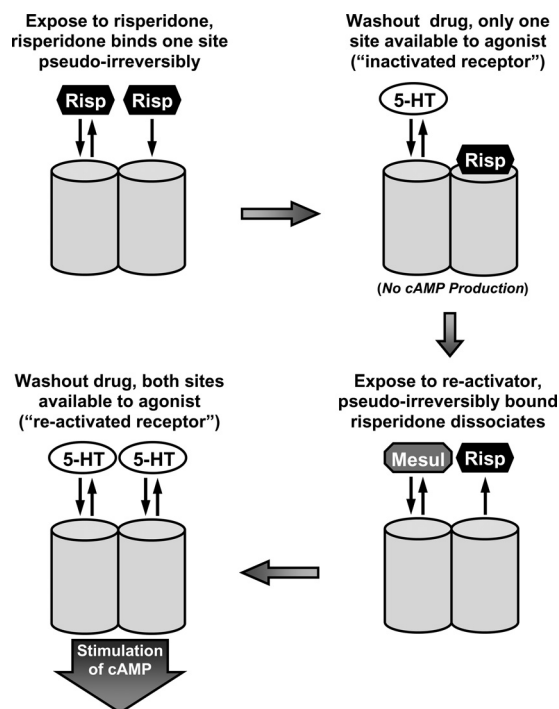 Expose to risperidone,
risperidone binds one site
pseudo-irreversibly
Risp
Risp
Washout drug, only one
site available to agonist
("inactivated receptor")
5-HT
Risp
(No cAMP Production)
Washout drug, both sites
available to agonist
("re-activated receptor")
5-HT
5-HT
Stimulation
of cAMP
Expose to re-activator,
pseudo-irreversibly bound
risperidone dissociates
Mesul
Risp